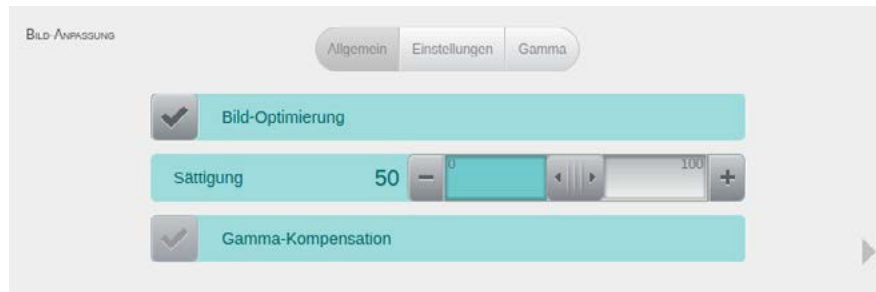 Bild-Anpassung
Allgemein Einstellungen Gamma
Bild-Optimierung
Sättigung 50 0 100
Gamma-Kompensation